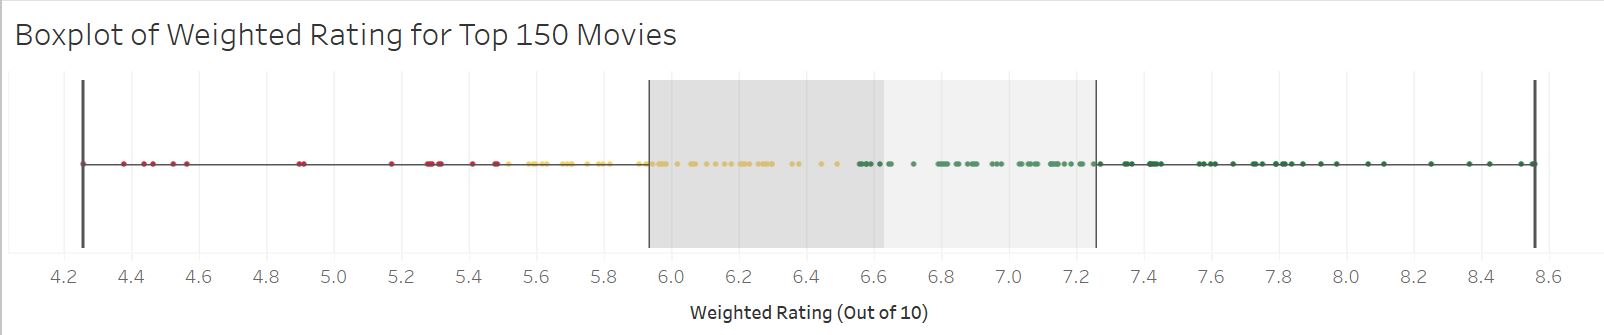 Boxplot of Weighted Rating for Top 150 Movies
4.2 4.4 4.6 4.8 5.0 5.2 5.4 5.6 5.8 6.0 6.2 6.4 6.6 6.8 7.0 7.2 7.4 7.6 7.8 8.0 8.2 8.4 8.6
Weighted Rating (Out of 10)